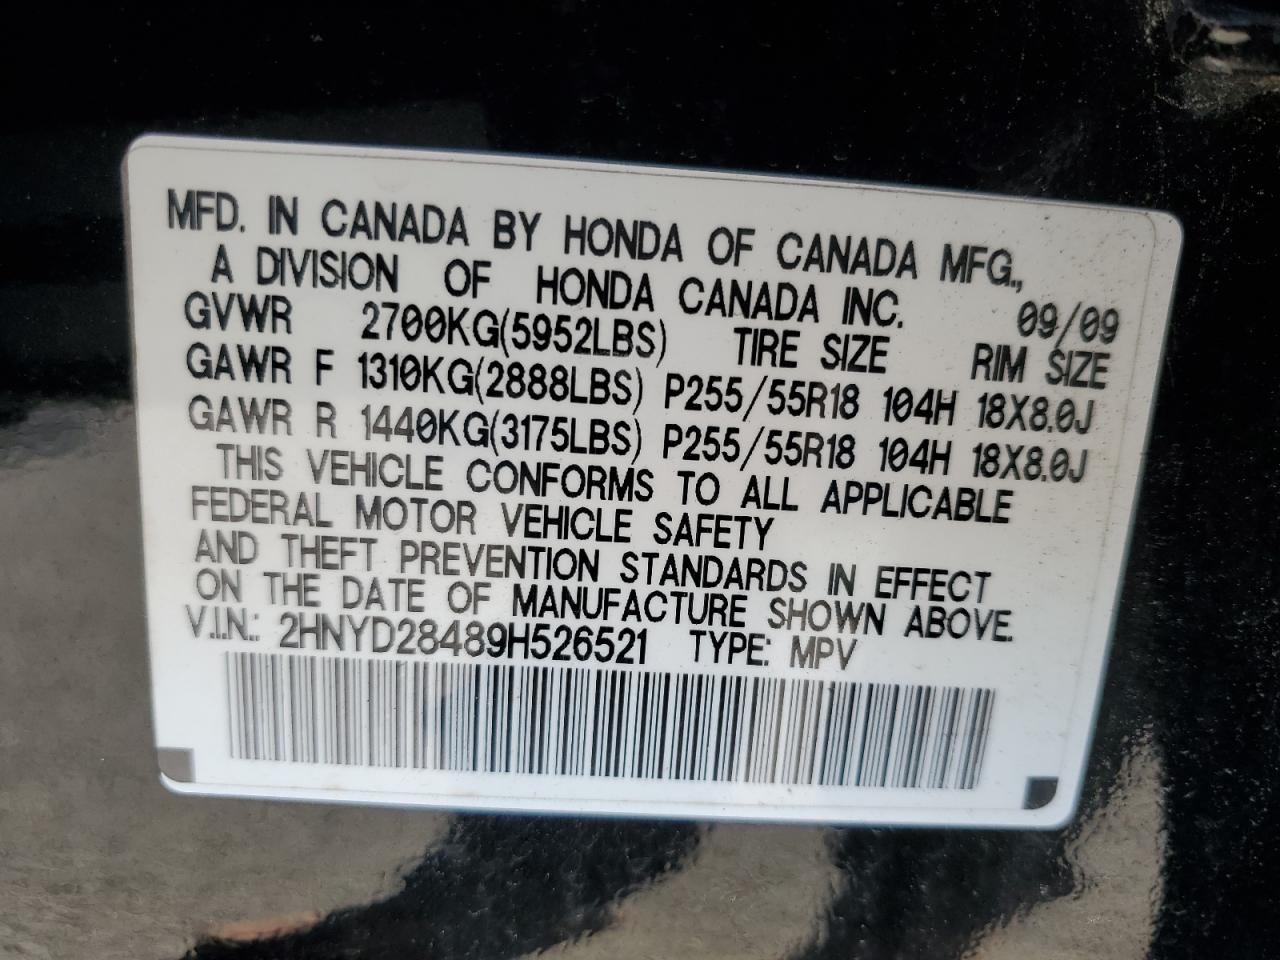 MFD. IN CANADA BY HONDA OF CANADA MFG.,
A DIVISION OF HONDA CANADA INC. 09/09
GVWR 2700KG(5952LBS) TIRE SIZE RIM SIZE
GAWR F 1310KG(2888LBS) P255/55R18 104H 18X8.0J
GAWR R 1440KG(3175LBS) P255/55R18 104H 18X8.0J
THIS VEHICLE CONFORMS TO ALL APPLICABLE
FEDERAL MOTOR VEHICLE SAFETY
AND THEFT PREVENTION STANDARDS IN EFFECT
ON THE DATE OF MANUFACTURE SHOWN ABOVE.
V.I.N.: 2HNYD28489H526521 TYPE: MPV